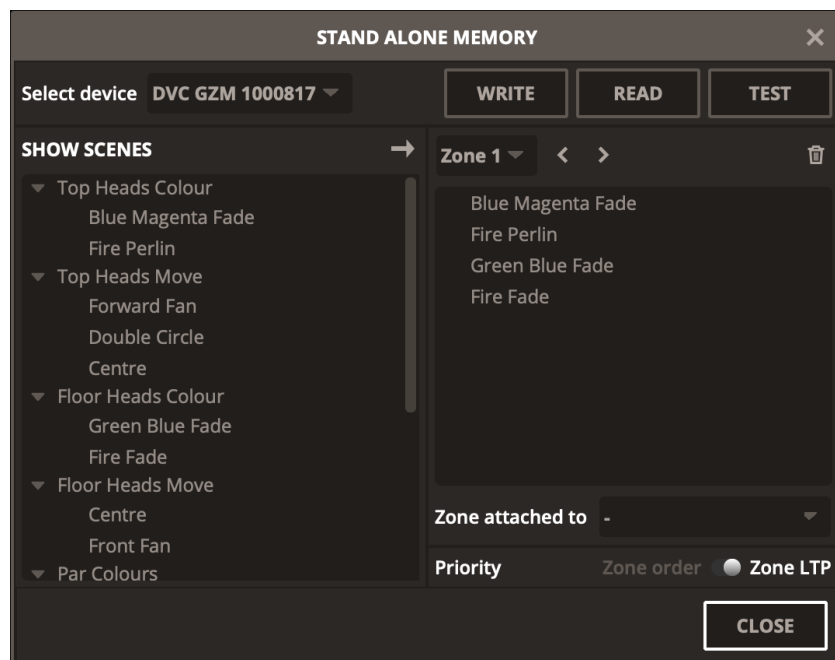 STAND ALONE MEMORY
Select device DVC GZM 1000817 WRITE READ TEST
SHOW SCENES
Top Heads Colour
Blue Magenta Fade
Fire Perlin
Top Heads Move
Forward Fan
Double Circle
Centre
Floor Heads Colour
Green Blue Fade
Fire Fade
Floor Heads Move
Centre
Front Fan
Par Colours
Zone 1
Blue Magenta Fade
Fire Perlin
Green Blue Fade
Fire Fade
Zone attached to -
Priority Zone order Zone LTP
CLOSE